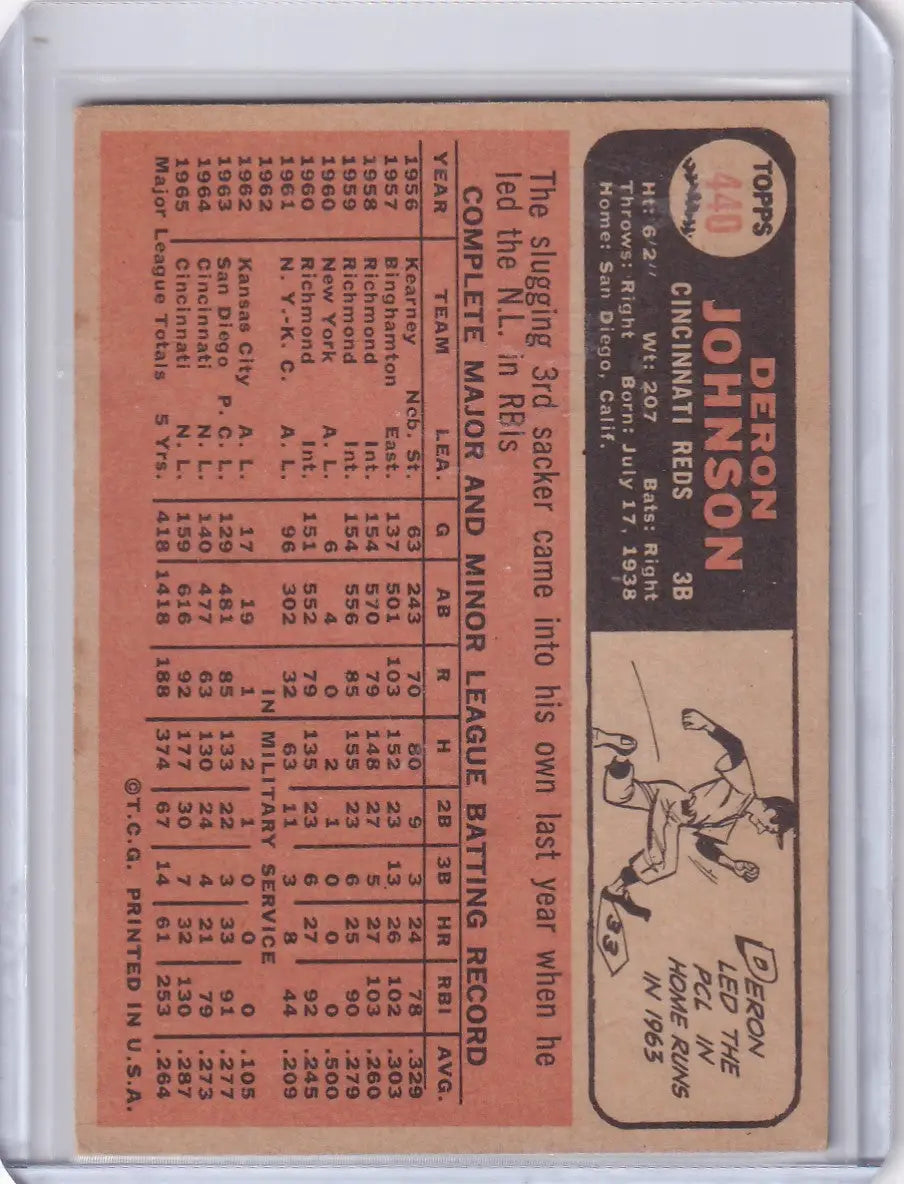 TOPPS
440
DERON
JOHNSON
CINCINNATI REDS 3B
Ht: 6'2" Wt: 207 Bats: Right
Throws: Right Born: July 17, 1938
Home: San Diego, Calif.
DERON
LED THE
PCL IN
HOME RUNS
IN 1963
33
The slugging 3rd sacker came into his own last year when he
led the N.L. in RBIs
COMPLETE MAJOR AND MINOR LEAGUE BATTING RECORD
YEAR TEAM LEA. G AB R H 2B 3B HR RBI AVG.
1956 Kearney Neb. St. 63 243 70 80 9 3 24 78 .329
1957 Binghamton East. 137 501 103 152 23 13 26 102 .303
1958 Richmond Int. 154 570 79 148 27 5 27 103 .260
1959 Richmond Int. 154 556 85 155 23 6 25 90 .279
1960 New York A. L. 6 4 0 2 1 0 0 0 .500
1960 Richmond Int. 151 552 79 135 23 6 27 92 .245
1961 N. Y.-K. C. A. L. 96 302 32 63 11 3 8 44 .209
1962 IN MILITARY SERVICE
1962 Kansas City A. L. 17 19 1 2 1 0 0 0 .105
1963 San Diego P. C. L. 129 481 85 133 22 3 33 91 .277
1964 Cincinnati N. L. 140 477 63 130 24 4 21 79 .273
1965 Cincinnati N. L. 159 616 92 177 30 7 32 130 .287
Major League Totals 5 Yrs. 418 1418 188 374 67 14 61 253 .264
©T.C.G. PRINTED IN U.S.A.